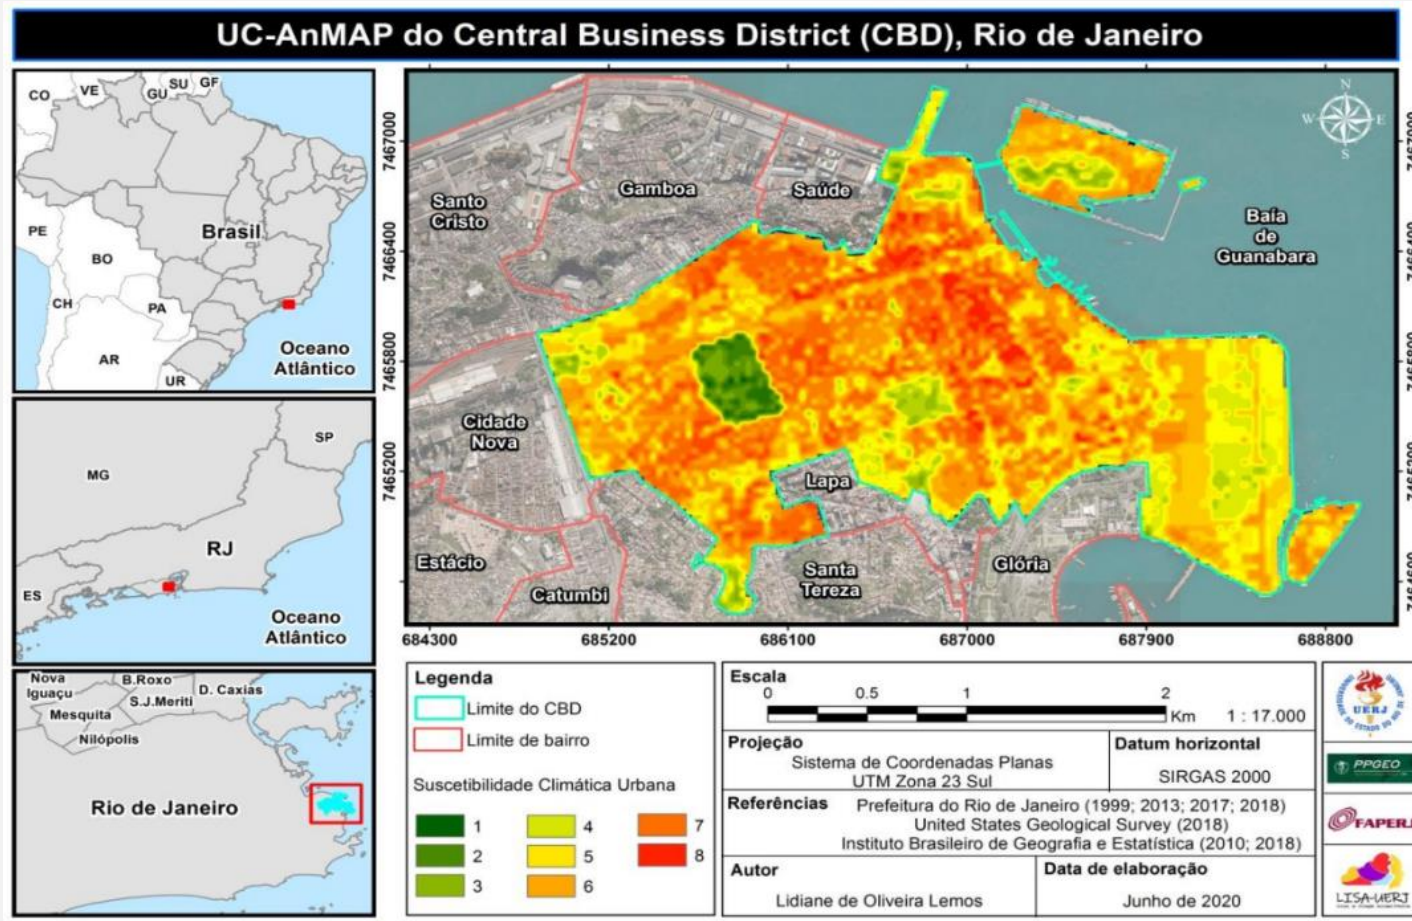 UC-AnMAP do Central Business District (CBD), Rio de Janeiro
CO
VE
GU
SU
GF
PE
Brasil
BO
CH
PA
AR
UR
Oceano
Atlântico
MG
SP
RJ
ES
Oceano
Atlântico
Nova
Iguaçu
B.Roxo
D. Caxias
S.J.Meriti
Mesquita
Nilópolis
Rio de Janeiro
7467000
7466400
7465800
7465200
N
W
E
S
Santo
Cristo
Gamboa
Saúde
Baía
de
Guanabara
Cidade
Nova
Lapa
Estácio
Catumbi
Santa
Tereza
Glória
7467000
7466400
7465800
7465200
7464600
684300
685200
686100
687000
687900
688800
Legenda
Limite do CBD
Limite de bairro
Suscetibilidade Climática Urbana
1
2
3
4
5
6
7
8
Escala
0 0.5 1 2
Km 1 : 17.000
Projeção
Sistema de Coordenadas Planas
UTM Zona 23 Sul
Datum horizontal
SIRGAS 2000
Referências Prefeitura do Rio de Janeiro (1999; 2013; 2017; 2018)
United States Geological Survey (2018)
Instituto Brasileiro de Geografia e Estatística (2010; 2018)
Autor
Lidiane de Oliveira Lemos
Data de elaboração
Junho de 2020
UERJ
PPGEO
FAPERJ
LISA-UERJ